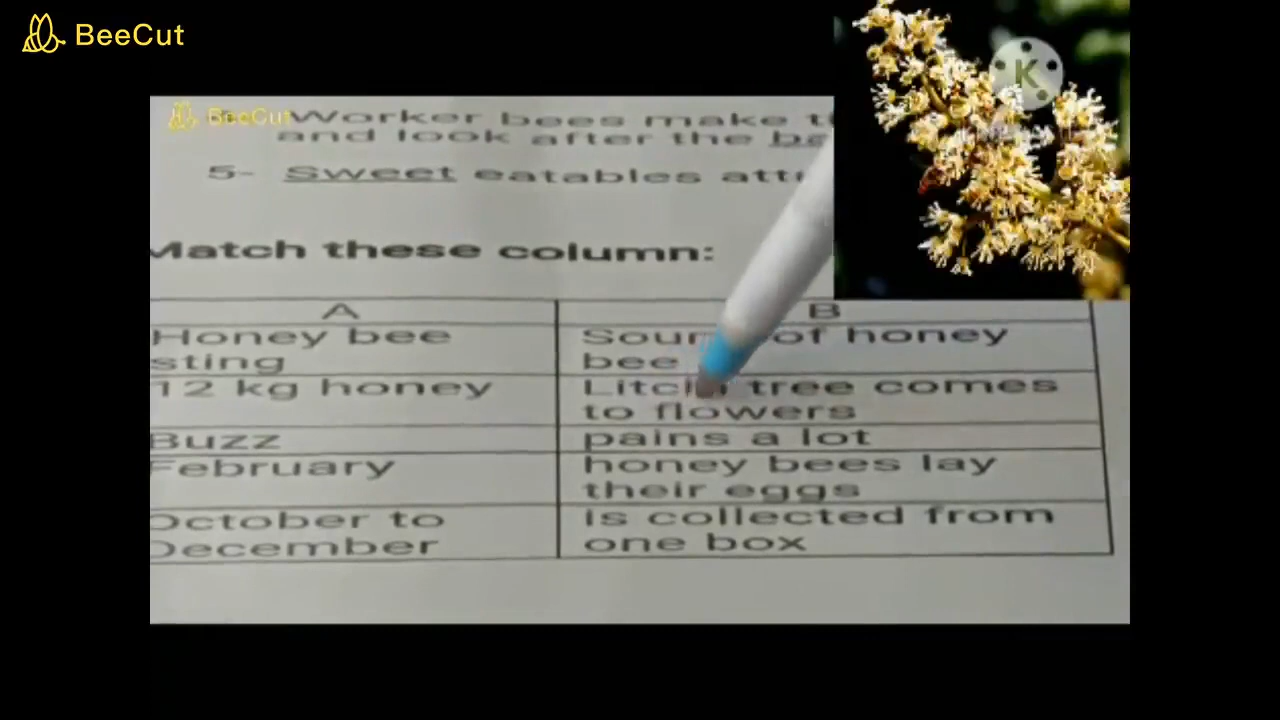 BeeCut
BeeCut
Worker bees make
and look after the
5- Sweet eatables
Match these column:
A B
Honey bee sting
Sour of honey bee
12 kg honey
Litchi tree comes to flowers
Buzz
pains a lot
February
honey bees lay their eggs
October to December
is collected from one box
K